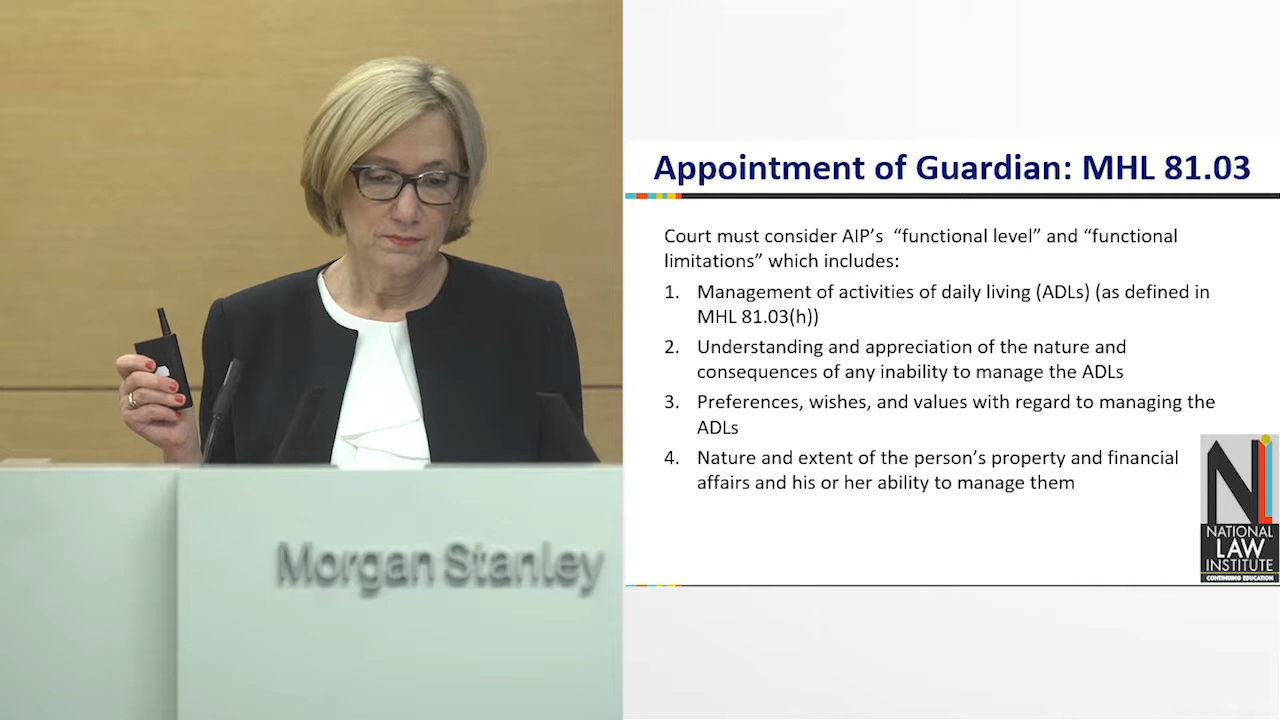 Appointment of Guardian: MHL 81.03
Court must consider AIP’s  “functional level” and “functional
limitations” which includes:
1. Management of activities of daily living (ADLs) (as defined in
MHL 81.03(h))
2. Understanding and appreciation of the nature and
consequences of any inability to manage the ADLs
3. Preferences, wishes, and values with regard to managing the
ADLs
4. Nature and extent of the person’s property and financial
affairs and his or her ability to manage them
NLI
NATIONAL
LAW
INSTITUTE
CONTINUING EDUCATION
Morgan Stanley